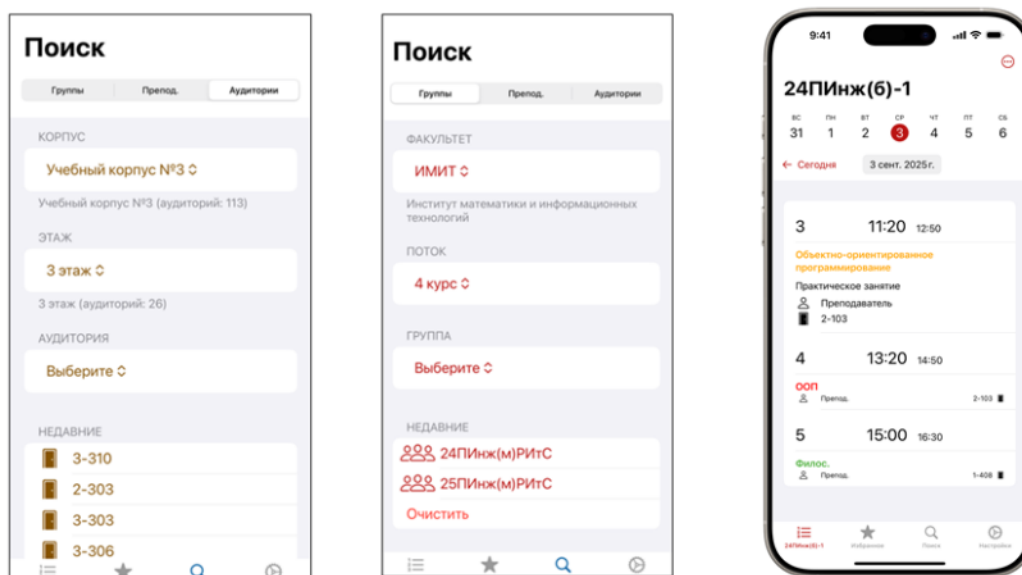 Поиск
Группы Препод. Аудитории
КОРПУС
Учебный корпус №3
Учебный корпус №3 (аудиторий: 113)
ЭТАЖ
3 этаж
3 этаж (аудиторий: 26)
АУДИТОРИЯ
Выберите
НЕДАВНИЕ
3-310
2-303
3-303
3-306
Поиск
Группы Препод. Аудитории
ФАКУЛЬТЕТ
ИМИТ
Институт математики и информационных
технологий
ПОТОК
4 курс
ГРУППА
Выберите
НЕДАВНИЕ
24ПИнж(м)РИтС
25ПИнж(м)РИтС
Очистить
9:41
24ПИнж(б)-1
ВС ПН ВТ СР ЧТ ПТ СБ
31 1 2 3 4 5 6
← Сегодня 3 сент. 2025 г.
3 11:20 12:50
Объектно-ориентированное
программирование
Практическое занятие
Преподаватель
2-103
4 13:20 14:50
ООП
Препод. 2-103
5 15:00 16:30
Филос.
Препод. 1-406
24ПИнж(б)-1 Избранное Поиск Настройки